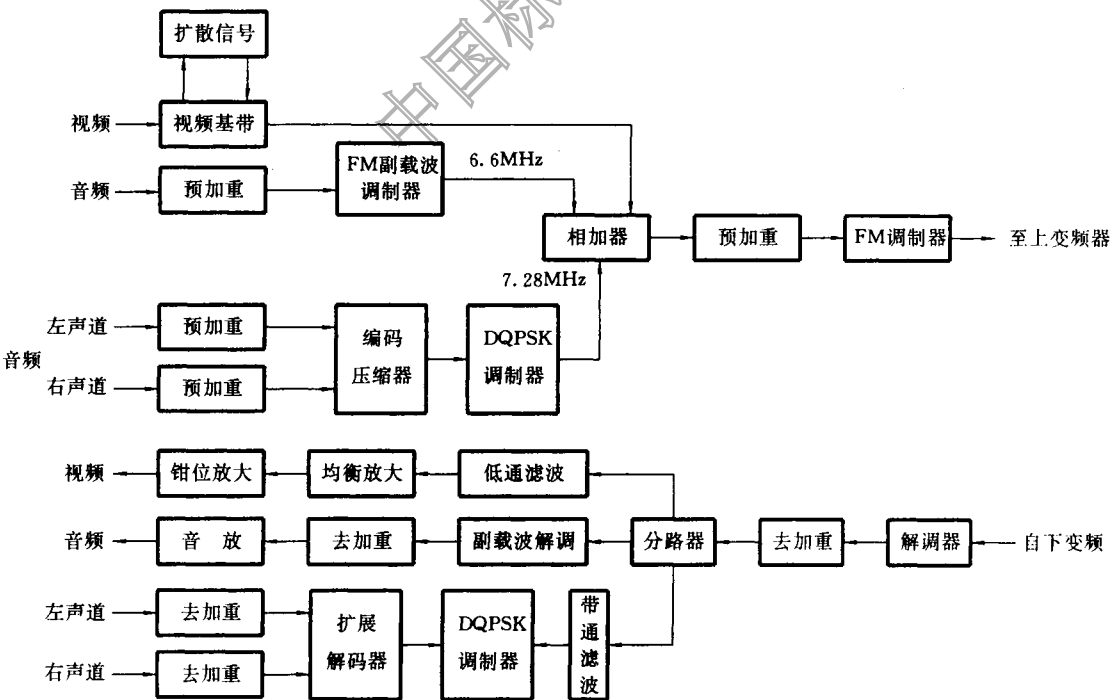 中国标
扩散信号
视频
视频基带
音频
预加重
FM副载波
调制器
6.6MHz
相加器
预加重
FM调制器
至上变频器
7.28MHz
音频
左声道
预加重
右声道
预加重
编码
压缩器
DQPSK
调制器
视频
钳位放大
均衡放大
低通滤波
音频
音 放
去加重
副载波解调
分路器
去加重
解调器
自下变频
左声道
去加重
右声道
去加重
扩展
解码器
DQPSK
调制器
带
通
滤
波